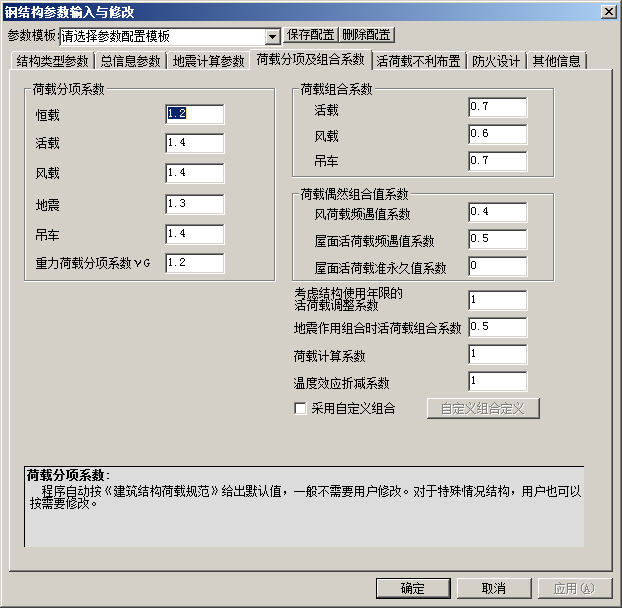 钢结构参数输入与修改
参数模板:
请选择参数配置模板
保存配置
删除配置
结构类型参数
总信息参数
地震计算参数
荷载分项及组合系数
活荷载不利布置
防火设计
其他信息
荷载分项系数
恒载
1.2
活载
1.4
风载
1.4
地震
1.3
吊车
1.4
重力荷载分项系数γG
1.2
荷载组合系数
活载
0.7
风载
0.6
吊车
0.7
荷载偶然组合值系数
风荷载频遇值系数
0.4
屋面活荷载频遇值系数
0.5
屋面活荷载准永久值系数
0
考虑结构使用年限的
活荷载调整系数
1
地震作用组合时活荷载组合系数
0.5
荷载计算系数
1
温度效应折减系数
1
采用自定义组合
自定义组合定义
荷载分项系数:
程序自动按《建筑结构荷载规范》给出默认值，一般不需要用户修改。对于特殊情况结构，用户也可以
按需要修改。
确定
取消
应用(A)